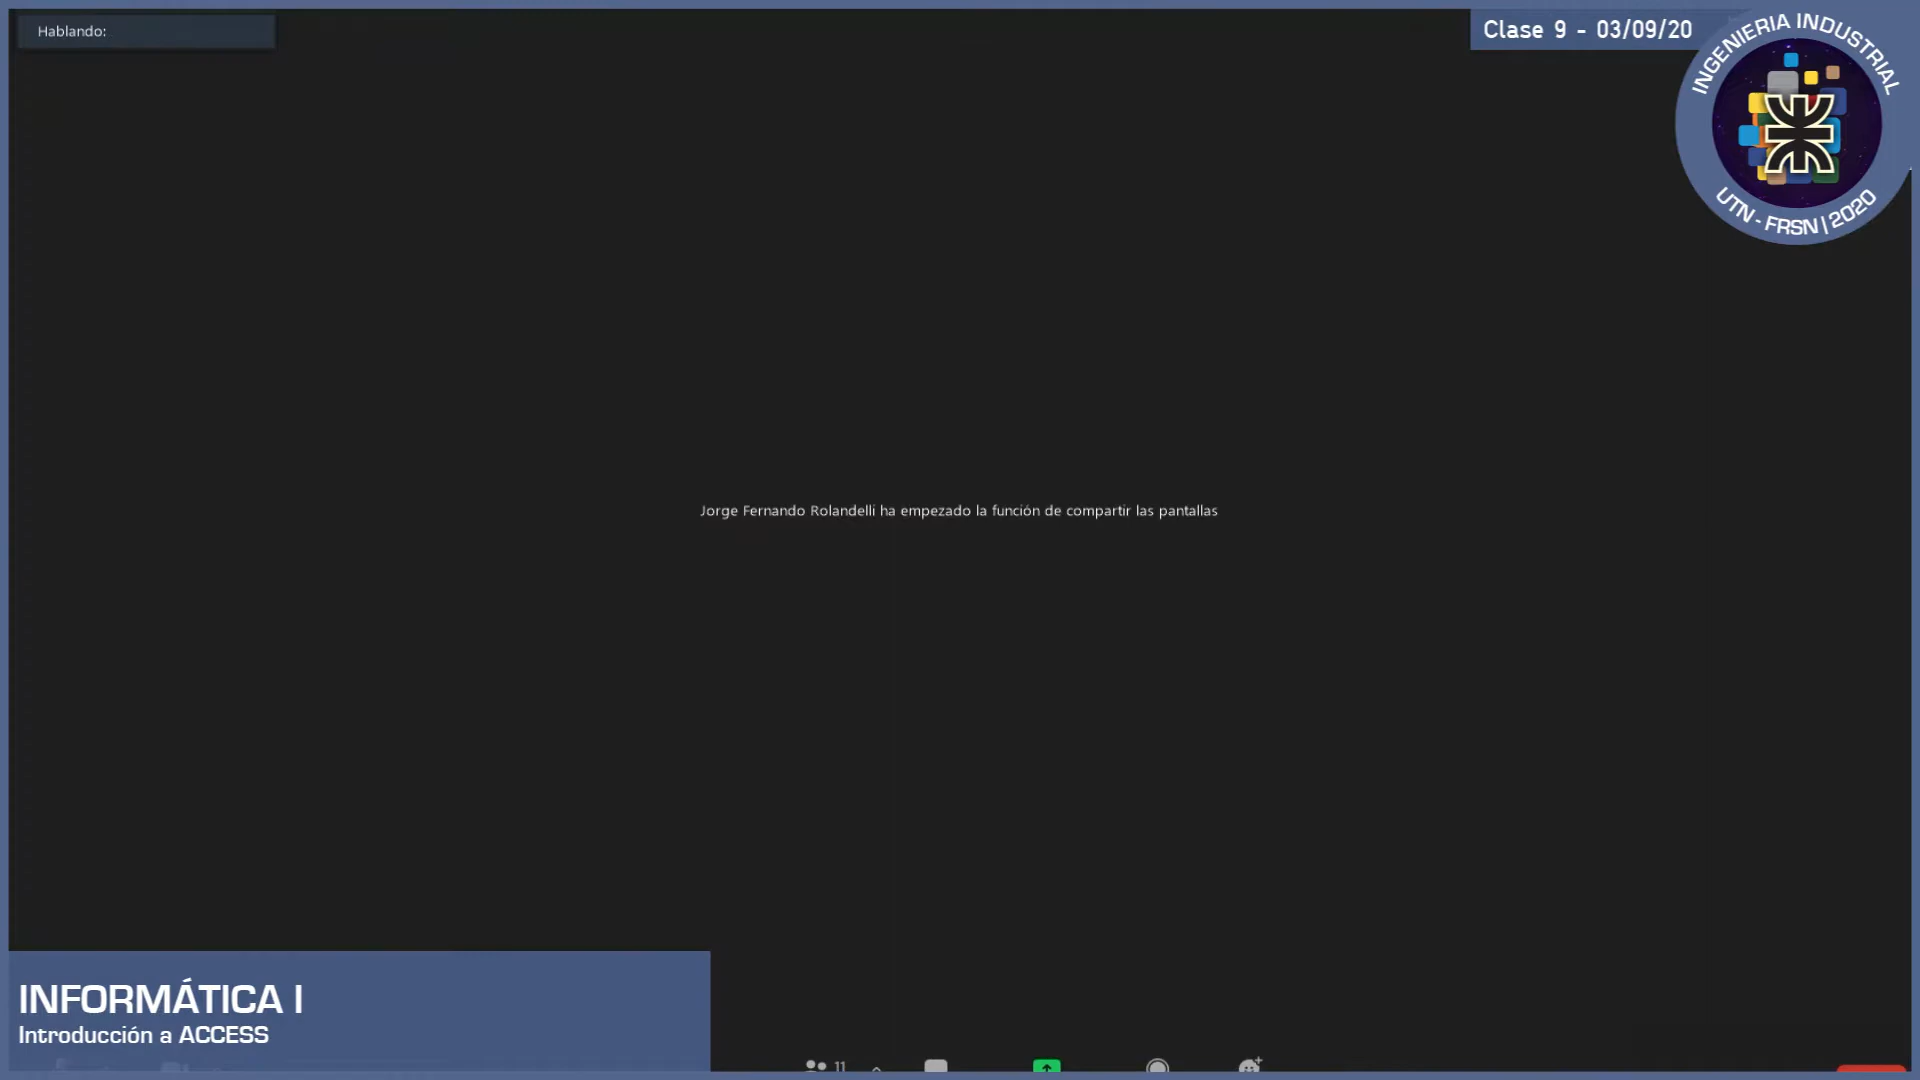 Hablando:
Clase 9 - 03/09/20
INGENIERIA INDUSTRIAL
UTN - FRSN | 2020
Jorge Fernando Rolandelli ha empezado la función de compartir las pantallas
INFORMÁTICA I
Introducción a ACCESS
11